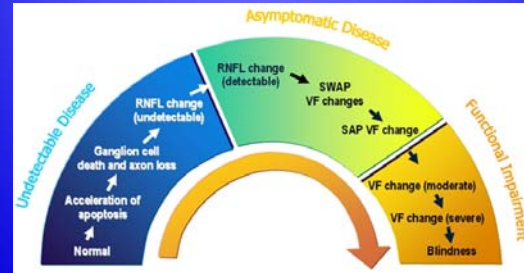 Asymptomatic Disease
Undetectable Disease
Functional Impairment
Normal
Acceleration of
apoptosis
Ganglion cell
death and axon loss
RNFL change
(undetectable)
RNFL change
(detectable)
SWAP
VF changes
SAP VF change
VF change (moderate)
VF change (severe)
Blindness